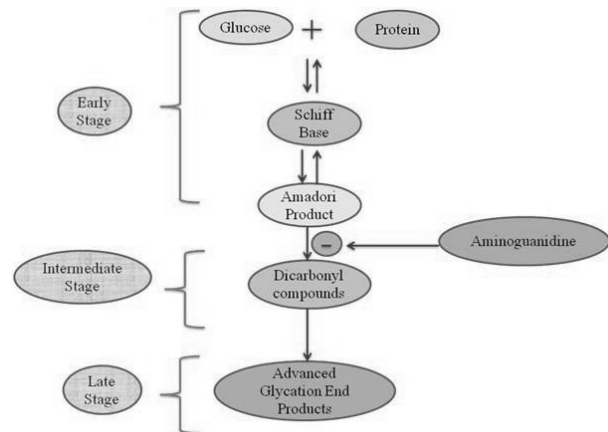 Glucose + Protein
Early
Stage
Schiff
Base
Amadori
Product
−
Aminoguanidine
Intermediate
Stage
Dicarbonyl
compounds
Late
Stage
Advanced
Glycation End
Products